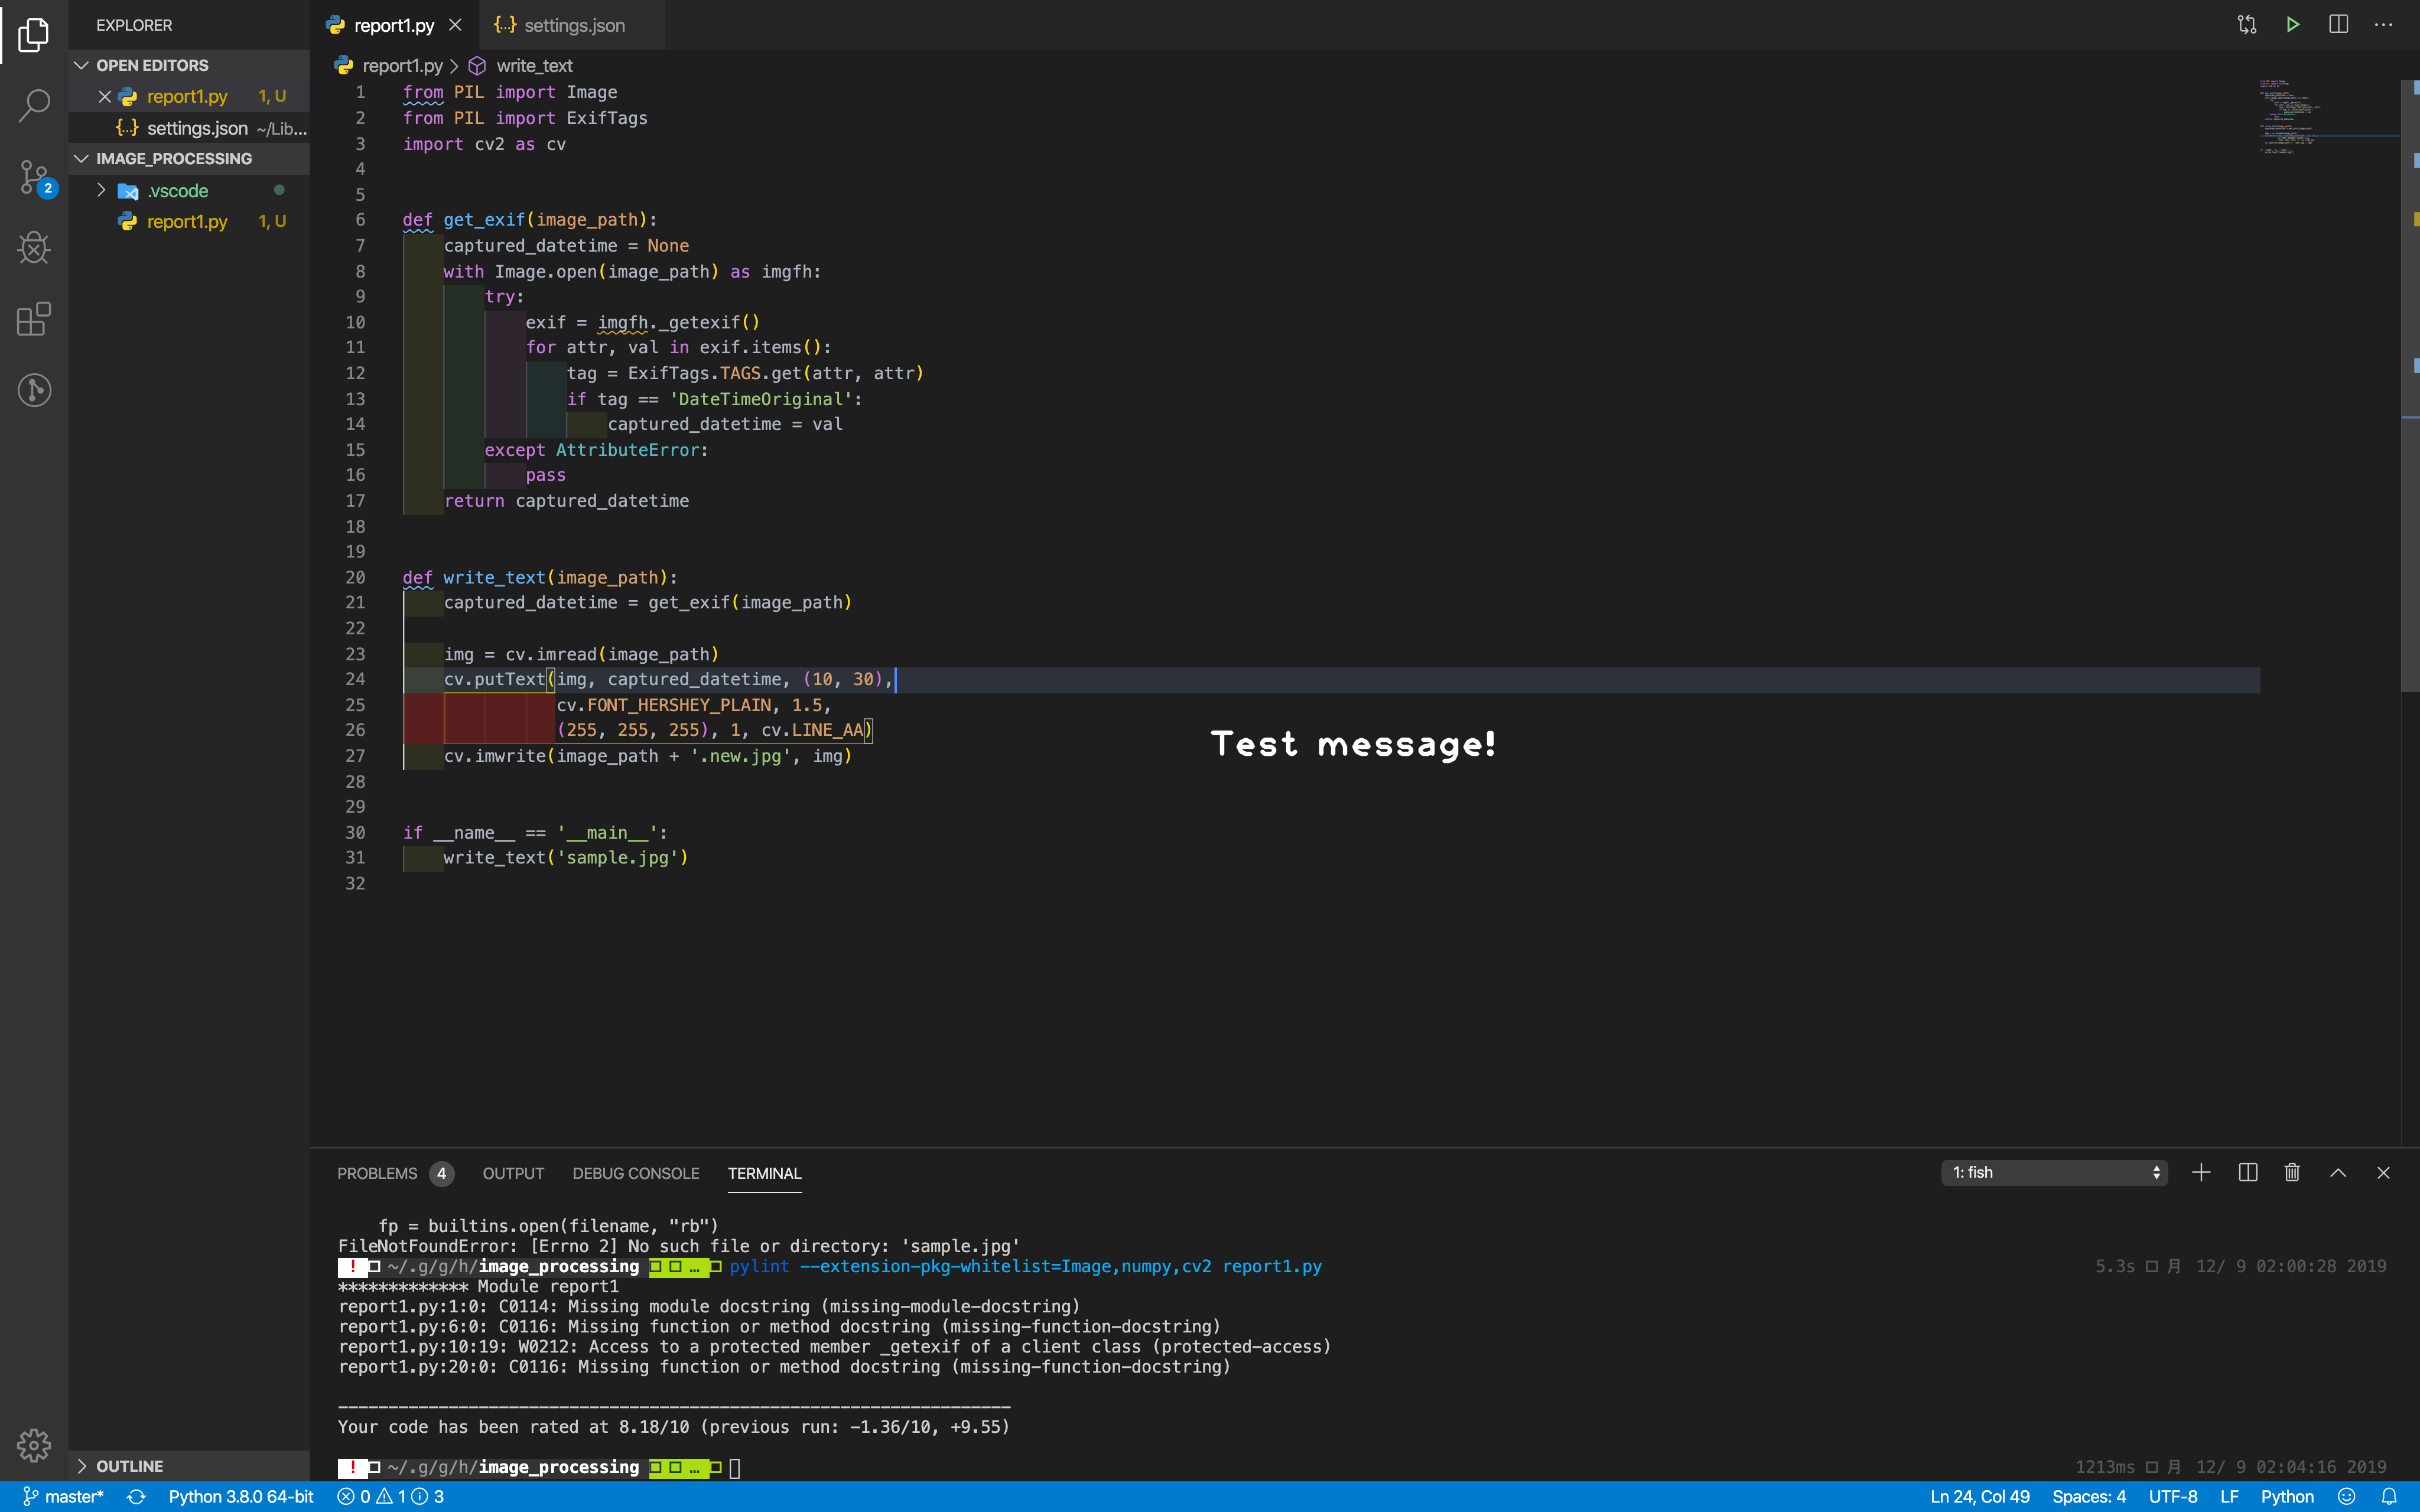 EXPLORER
OPEN EDITORS
report1.py 1, U
settings.json ~/Lib...
IMAGE_PROCESSING
.vscode
report1.py 1, U
OUTLINE
2
report1.py
settings.json
report1.py > write_text
1 from PIL import Image
2 from PIL import ExifTags
3 import cv2 as cv
4
5
6 def get_exif(image_path):
7     captured_datetime = None
8     with Image.open(image_path) as imgfh:
9         try:
10             exif = imgfh._getexif()
11             for attr, val in exif.items():
12                 tag = ExifTags.TAGS.get(attr, attr)
13                 if tag == 'DateTimeOriginal':
14                     captured_datetime = val
15         except AttributeError:
16             pass
17     return captured_datetime
18
19
20 def write_text(image_path):
21     captured_datetime = get_exif(image_path)
22
23     img = cv.imread(image_path)
24     cv.putText(img, captured_datetime, (10, 30),
25                cv.FONT_HERSHEY_PLAIN, 1.5,
26                (255, 255, 255), 1, cv.LINE_AA)
27     cv.imwrite(image_path + '.new.jpg', img)
28
29
30 if __name__ == '__main__':
31     write_text('sample.jpg')
32
Test message!
PROBLEMS 4 OUTPUT DEBUG CONSOLE TERMINAL 1: fish
    fp = builtins.open(filename, "rb")
FileNotFoundError: [Errno 2] No such file or directory: 'sample.jpg'
! ~/.g/g/h/image_processing … pylint --extension-pkg-whitelist=Image,numpy,cv2 report1.py 5.3s 月 12/ 9 02:00:28 2019
************* Module report1
report1.py:1:0: C0114: Missing module docstring (missing-module-docstring)
report1.py:6:0: C0116: Missing function or method docstring (missing-function-docstring)
report1.py:10:19: W0212: Access to a protected member _getexif of a client class (protected-access)
report1.py:20:0: C0116: Missing function or method docstring (missing-function-docstring)
------------------------------------------------------------------
Your code has been rated at 8.18/10 (previous run: -1.36/10, +9.55)
! ~/.g/g/h/image_processing … 1213ms 月 12/ 9 02:04:16 2019
master* Python 3.8.0 64-bit 0 1 3 Ln 24, Col 49 Spaces: 4 UTF-8 LF Python